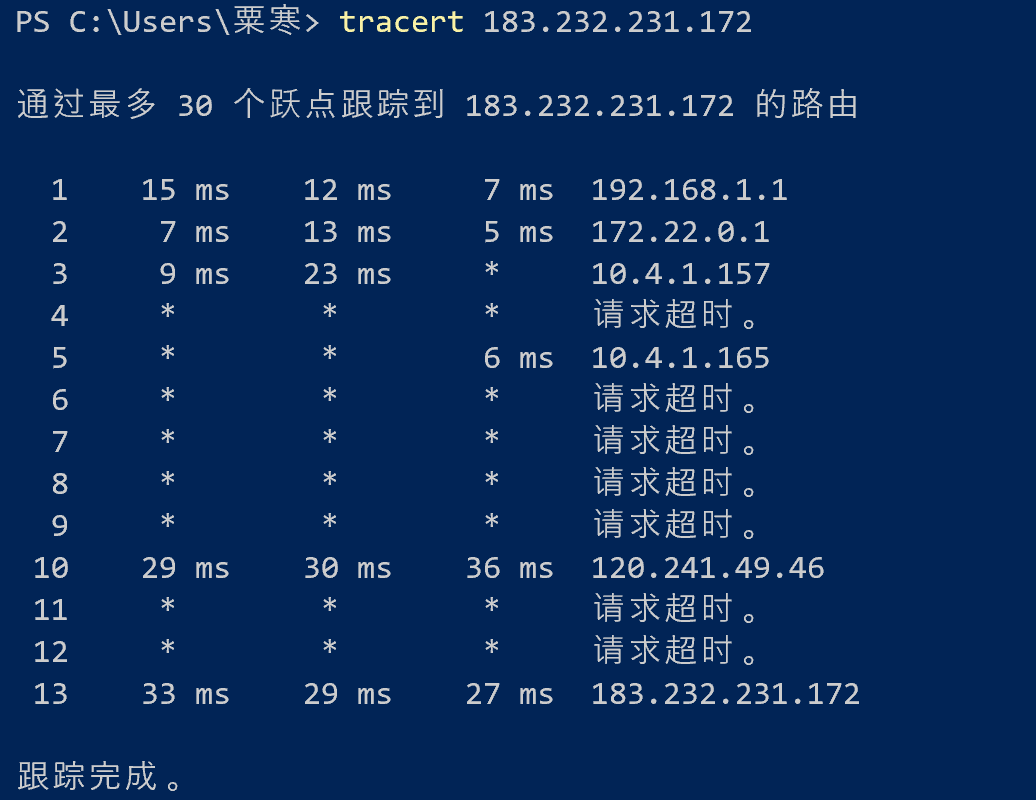 PS C:\Users\粟寒> tracert 183.232.231.172
通过最多 30 个跃点跟踪到 183.232.231.172 的路由
1 15 ms 12 ms 7 ms 192.168.1.1
2 7 ms 13 ms 5 ms 172.22.0.1
3 9 ms 23 ms * 10.4.1.157
4 * * * 请求超时。
5 * * 6 ms 10.4.1.165
6 * * * 请求超时。
7 * * * 请求超时。
8 * * * 请求超时。
9 * * * 请求超时。
10 29 ms 30 ms 36 ms 120.241.49.46
11 * * * 请求超时。
12 * * * 请求超时。
13 33 ms 29 ms 27 ms 183.232.231.172
跟踪完成。